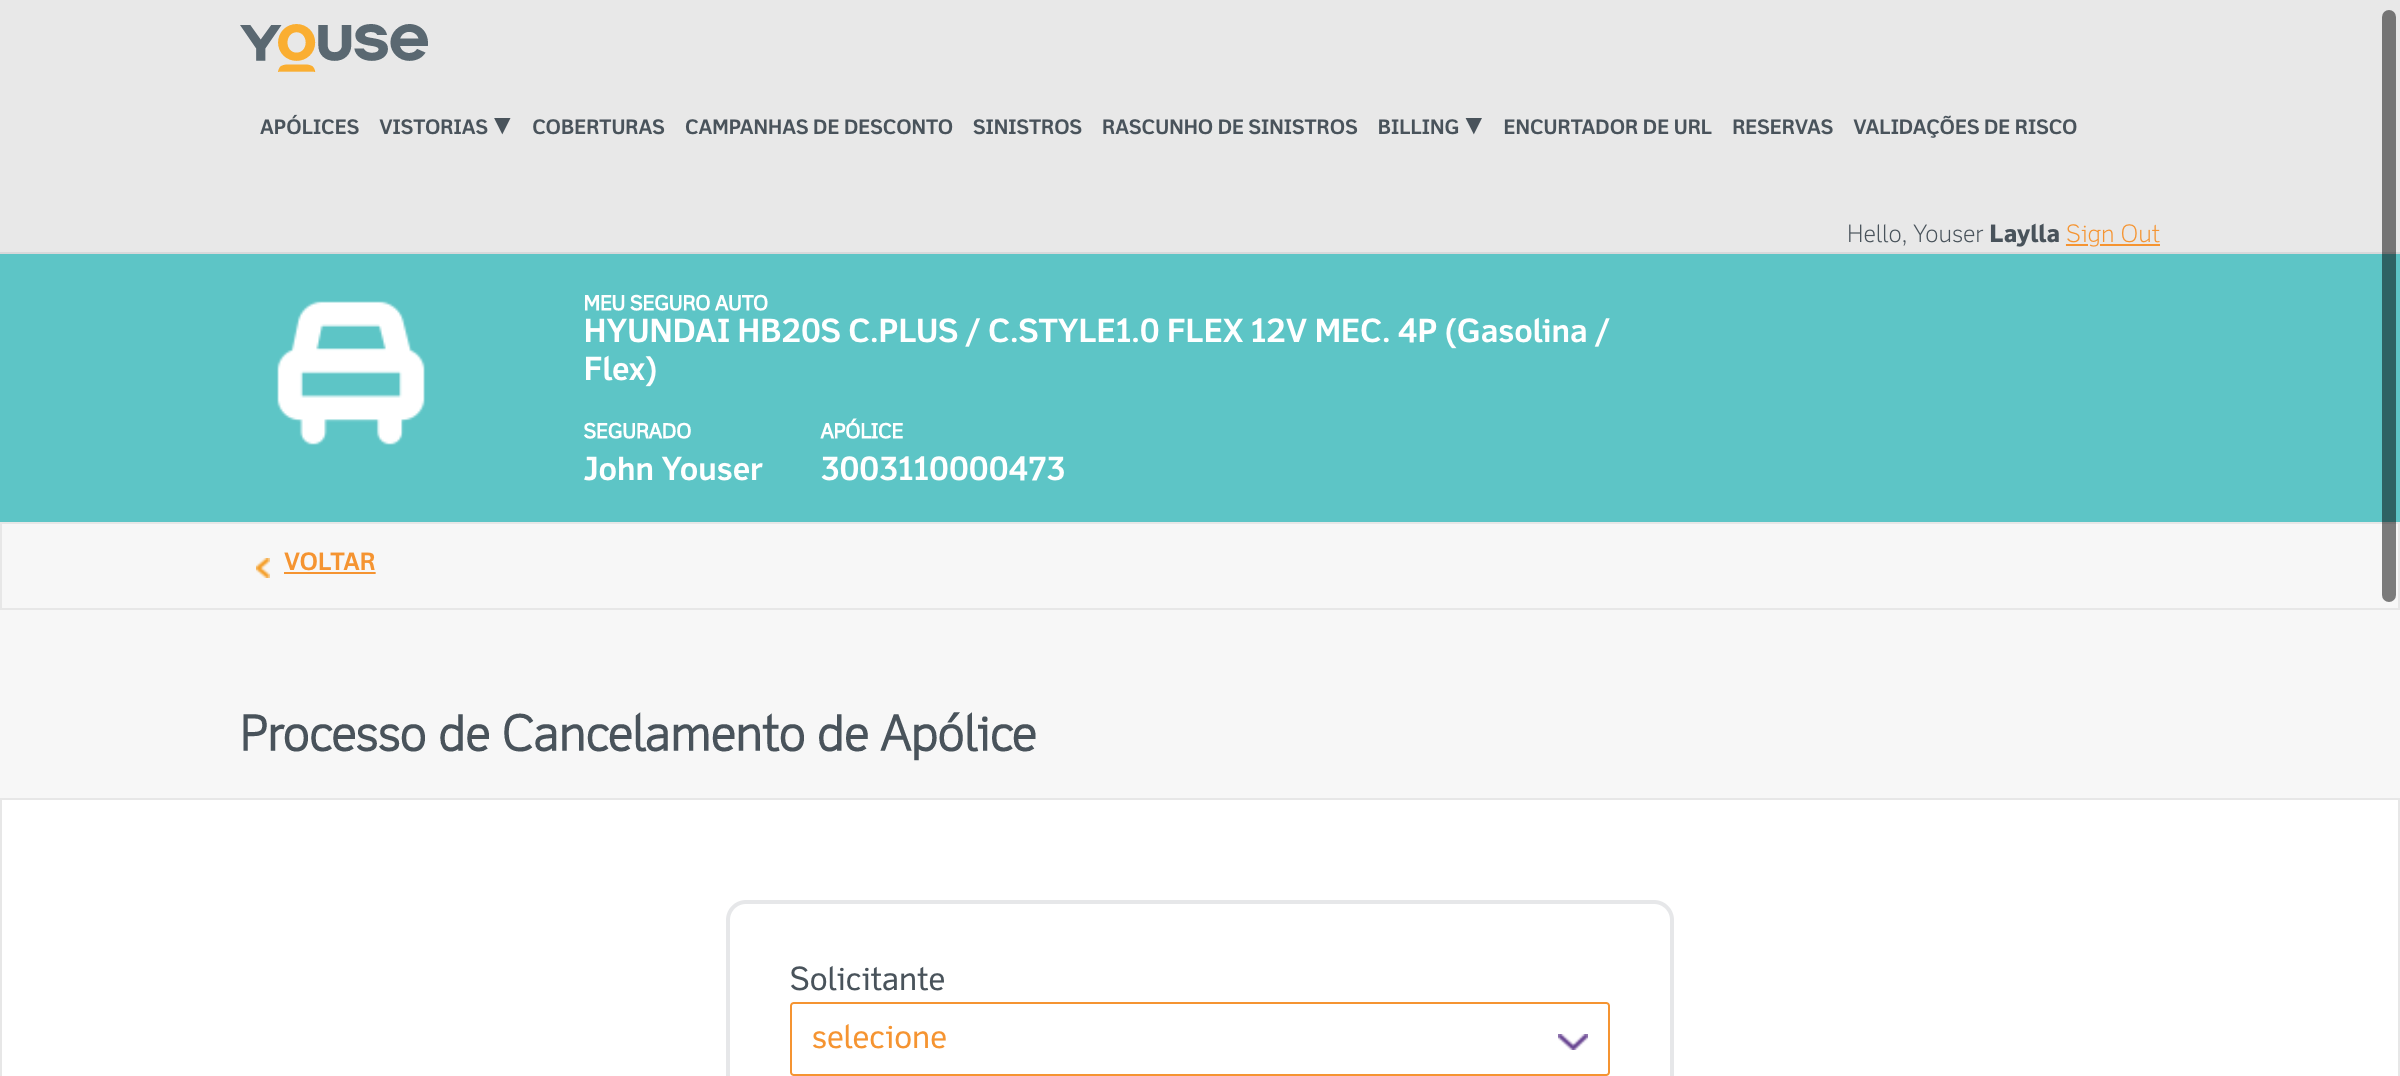 Youse
APÓLICES VISTORIAS ▼ COBERTURAS CAMPANHAS DE DESCONTO SINISTROS RASCUNHO DE SINISTROS BILLING ▼ ENCURTADOR DE URL RESERVAS VALIDAÇÕES DE RISCO
Hello, Youser Laylla Sign Out
MEU SEGURO AUTO
HYUNDAI HB20S C.PLUS / C.STYLE1.0 FLEX 12V MEC. 4P (Gasolina /
Flex)
SEGURADO APÓLICE
John Youser 3003110000473
VOLTAR
Processo de Cancelamento de Apólice
Solicitante
selecione